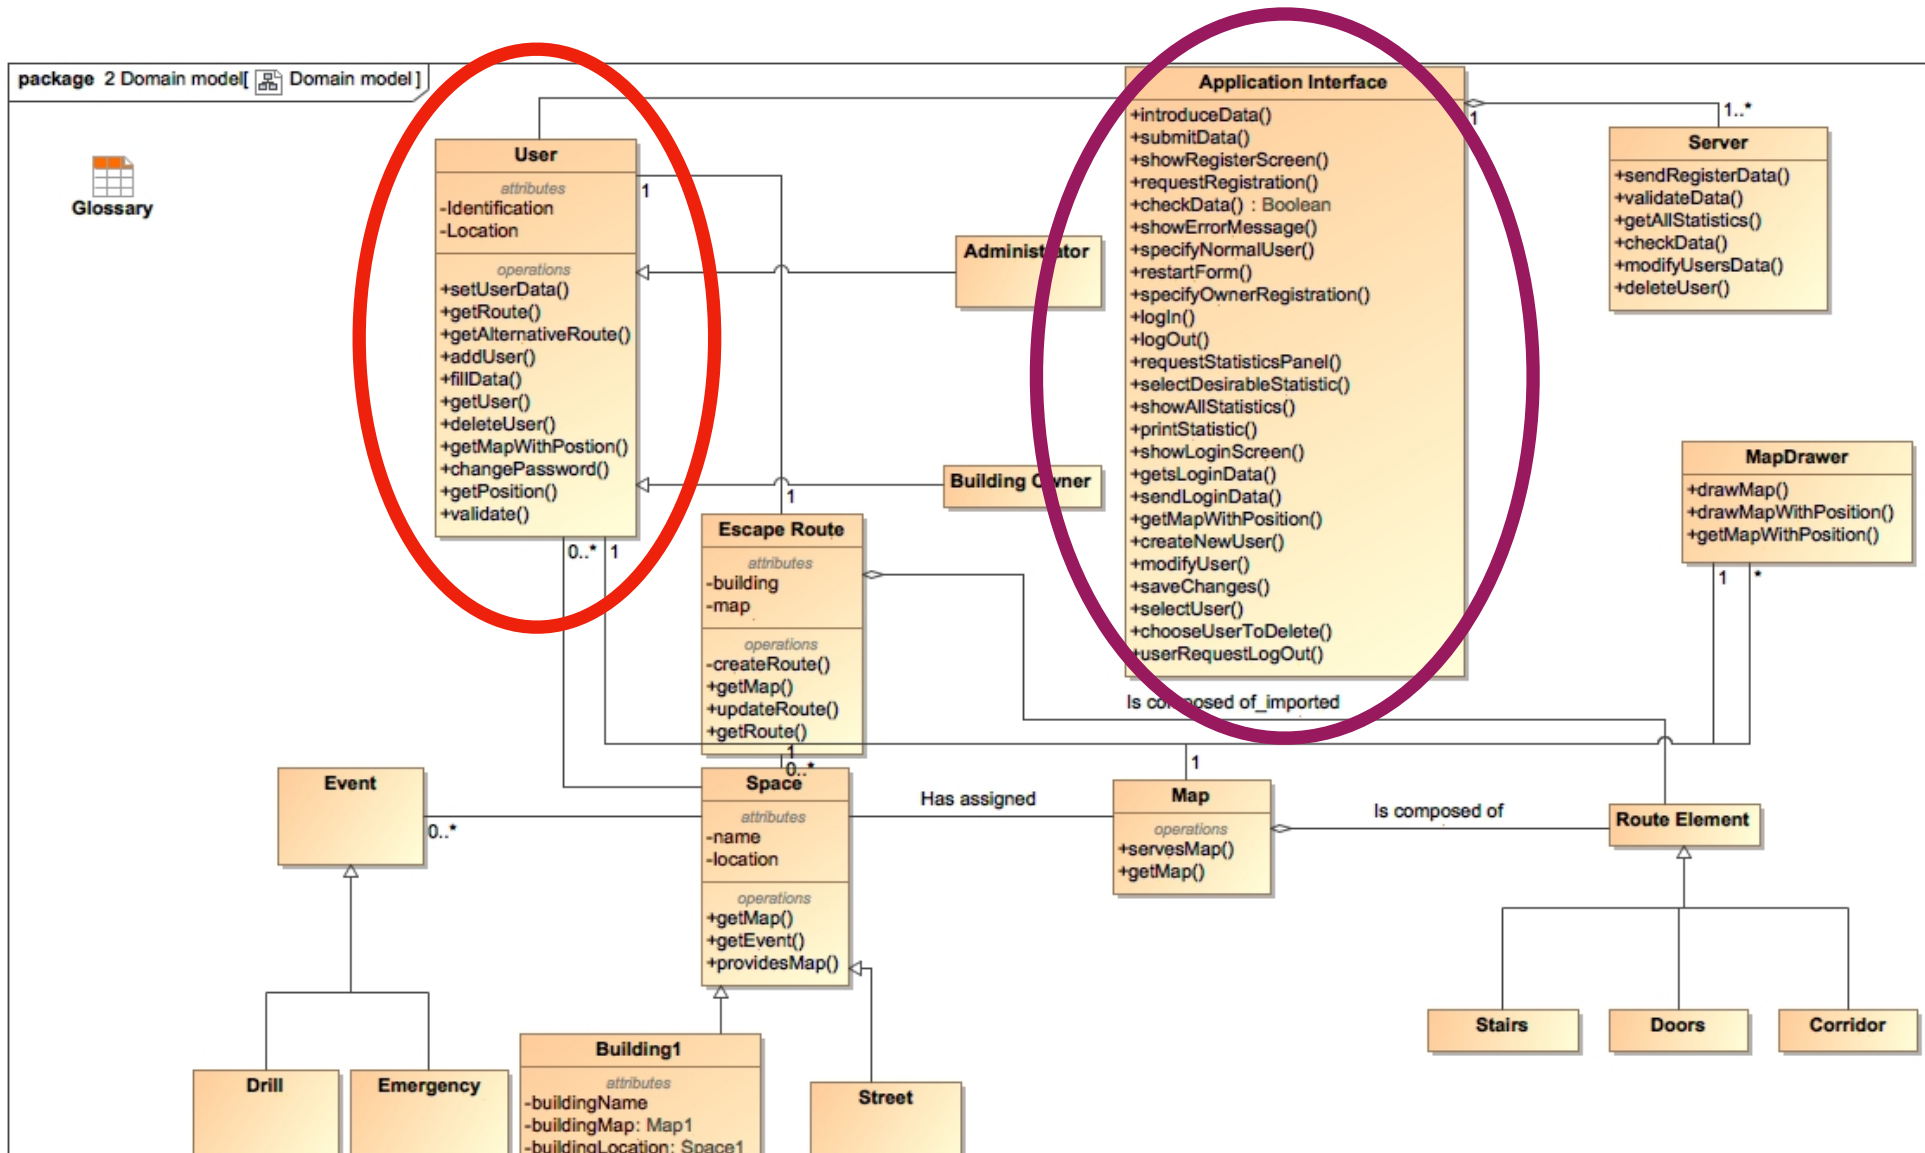 package 2 Domain model[ Domain model ]
Glossary
User
attributes
-Identification
-Location
operations
+setUserData()
+getRoute()
+getAlternativeRoute()
+addUser()
+fillData()
+getUser()
+deleteUser()
+getMapWithPostion()
+changePassword()
+getPosition()
+validate()
1
0..*
1
Administrator
Building Owner
Application Interface
+introduceData()
+submitData()
+showRegisterScreen()
+requestRegistration()
+checkData() : Boolean
+showErrorMessage()
+specifyNormalUser()
+restartForm()
+specifyOwnerRegistration()
+logIn()
+logOut()
+requestStatisticsPanel()
+selectDesirableStatistic()
+showAllStatistics()
+printStatistic()
+showLoginScreen()
+getsLoginData()
+sendLoginData()
+getMapWithPosition()
+createNewUser()
+modifyUser()
+saveChanges()
+selectUser()
+chooseUserToDelete()
+userRequestLogOut()
1
1..*
Server
+sendRegisterData()
+validateData()
+getAllStatistics()
+checkData()
+modifyUsersData()
+deleteUser()
MapDrawer
+drawMap()
+drawMapWithPosition()
+getMapWithPosition()
1
*
1
Escape Route
attributes
-building
-map
operations
-createRoute()
+getMap()
+updateRoute()
+getRoute()
1
0..*
Is composed of_imported
Event
0..*
Space
attributes
-name
-location
operations
+getMap()
+getEvent()
+providesMap()
Has assigned
1
Map
operations
+servesMap()
+getMap()
Is composed of
Route Element
Stairs
Doors
Corridor
Drill
Emergency
Building1
attributes
-buildingName
-buildingMap: Map1
-buildingLocation: Space1
Street